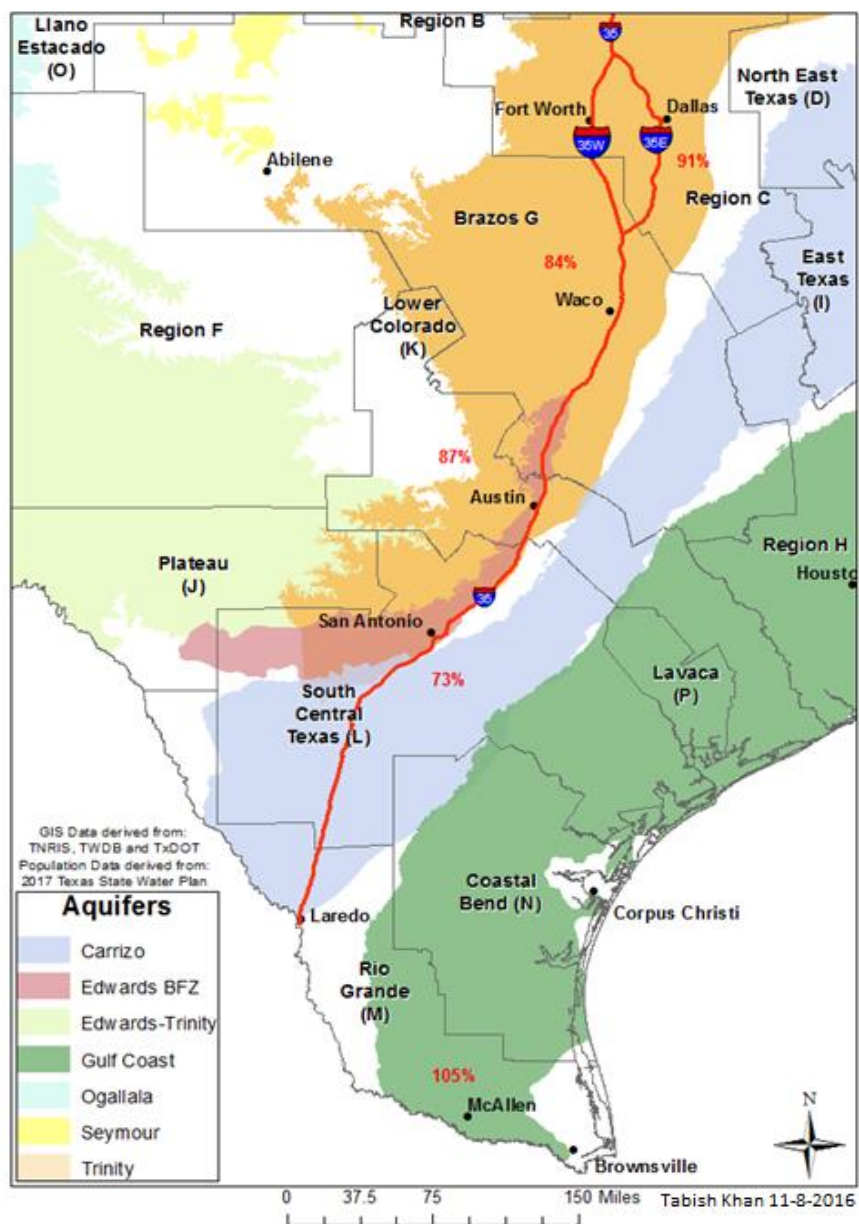 Llano
Estacado
(O)
Region B
35
North East
Texas (D)
Fort Worth
Dallas
35W
35E
91%
Abilene
Region C
Brazos G
East
Texas
(I)
84%
Waco
Lower
Colorado
(K)
Region F
87%
Austin
Region H
Housto
Plateau
(J)
35
San Antonio
73%
Lavaca
(P)
South
Central
Texas (L)
GIS Data derived from:
TNRIS, TWDB and TxDOT
Population Data derived from:
2017 Texas State Water Plan
Aquifers
Carrizo
Edwards BFZ
Edwards-Trinity
Gulf Coast
Ogallala
Seymour
Trinity
Laredo
Coastal
Bend (N)
Corpus Christi
Rio
Grande
(M)
105%
McAllen
Brownsville
N
0 37.5 75 150 Miles
Tabish Khan 11-8-2016